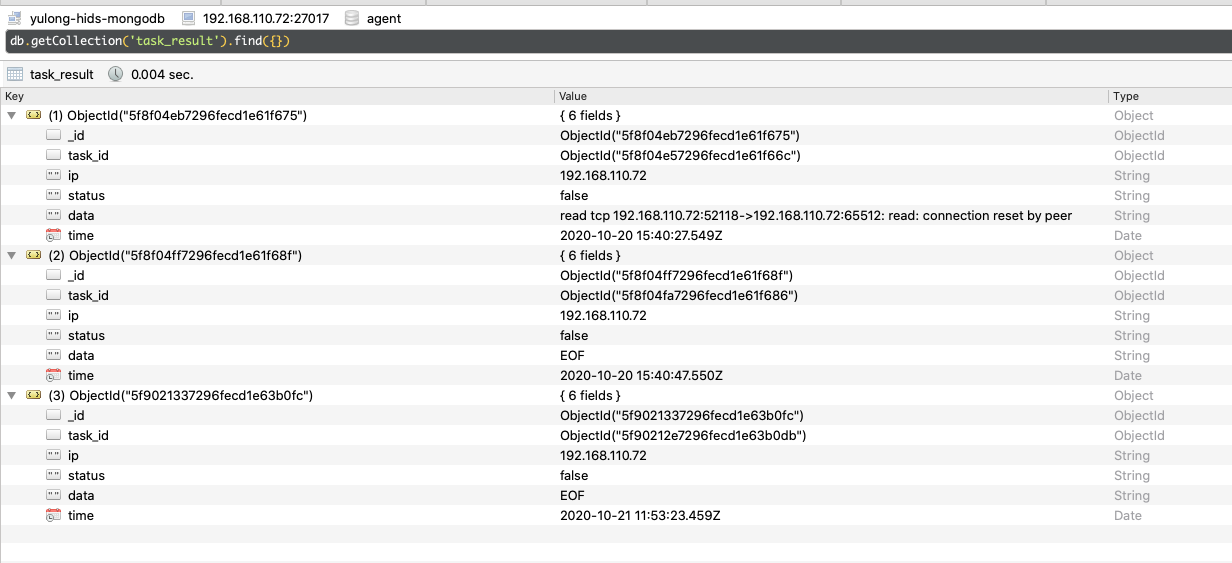 yulong-hids-mongodb 192.168.110.72:27017 agent
db.getCollection('task_result').find({})
task_result 0.004 sec.
Key Value Type
(1) ObjectId("5f8f04eb7296fecd1e61f675") { 6 fields } Object
_id ObjectId("5f8f04eb7296fecd1e61f675") ObjectId
task_id ObjectId("5f8f04e57296fecd1e61f66c") ObjectId
ip 192.168.110.72 String
status false String
data read tcp 192.168.110.72:52118->192.168.110.72:65512: read: connection reset by peer String
time 2020-10-20 15:40:27.549Z Date
(2) ObjectId("5f8f04ff7296fecd1e61f68f") { 6 fields } Object
_id ObjectId("5f8f04ff7296fecd1e61f68f") ObjectId
task_id ObjectId("5f8f04fa7296fecd1e61f686") ObjectId
ip 192.168.110.72 String
status false String
data EOF String
time 2020-10-20 15:40:47.550Z Date
(3) ObjectId("5f9021337296fecd1e63b0fc") { 6 fields } Object
_id ObjectId("5f9021337296fecd1e63b0fc") ObjectId
task_id ObjectId("5f90212e7296fecd1e63b0db") ObjectId
ip 192.168.110.72 String
status false String
data EOF String
time 2020-10-21 11:53:23.459Z Date